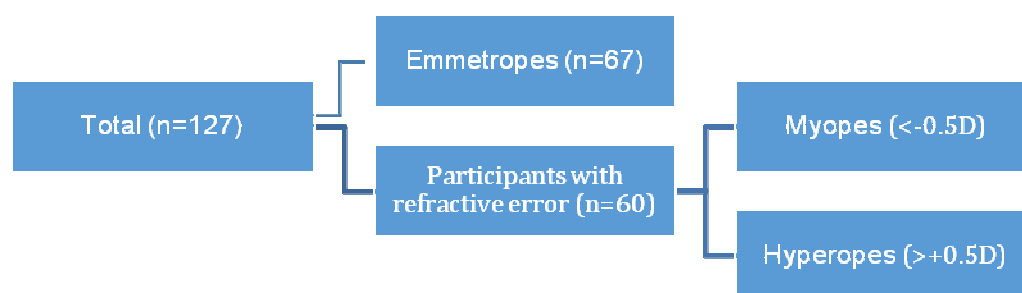 Emmetropes (n=67)
Total (n=127)
Myopes (<-0.5D)
Participants with
refractive error (n=60)
Hyperopes (>+0.5D)